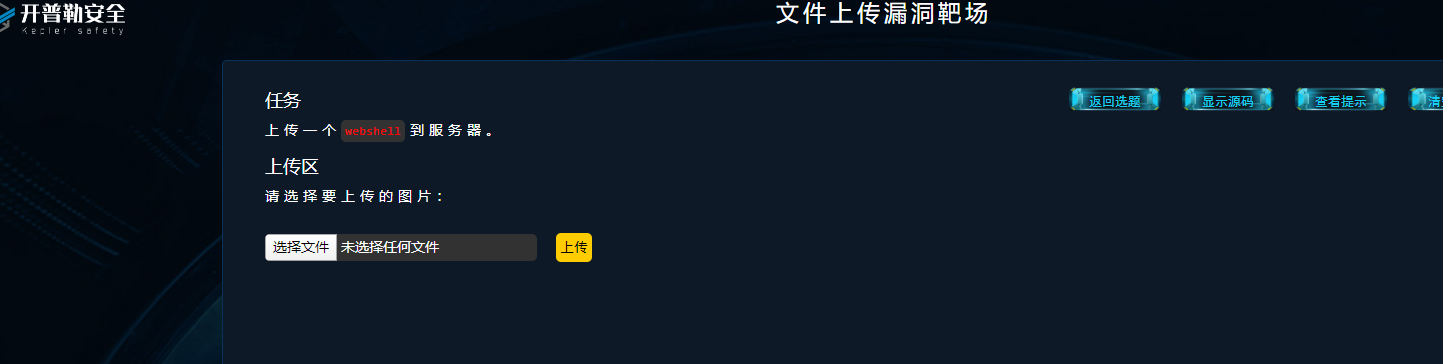 开普勒安全
Kepler safety
文件上传漏洞靶场
任务
返回选题 显示源码 查看提示 清
上传一个 webshell 到服务器。
上传区
请选择要上传的图片：
选择文件 未选择任何文件 上传